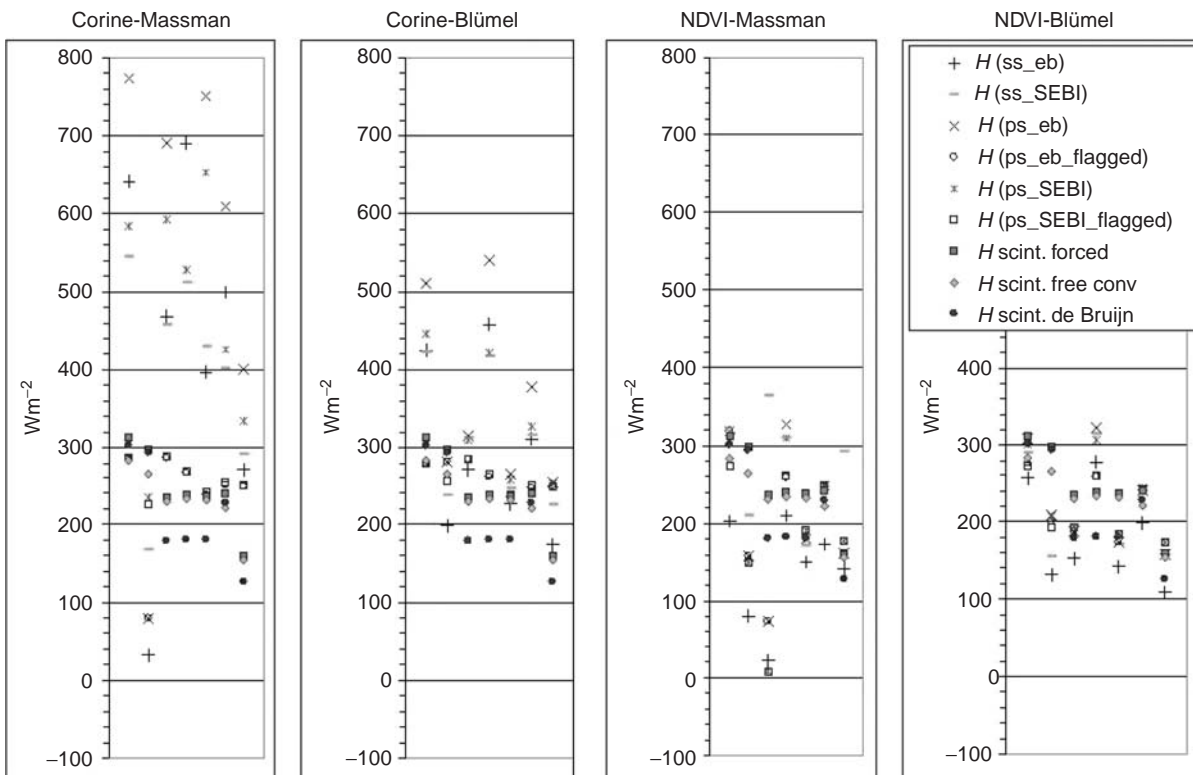 Corine-Massman
Corine-Blümel
NDVI-Massman
NDVI-Blümel
Wm−2
800
700
600
500
400
300
200
100
0
−100
Wm−2
800
700
600
500
400
300
200
100
0
−100
Wm−2
800
700
600
500
400
300
200
100
0
−100
H (ss_eb)
H (ss_SEBI)
H (ps_eb)
H (ps_eb_flagged)
H (ps_SEBI)
H (ps_SEBI_flagged)
H scint. forced
H scint. free conv
H scint. de Bruijn
Wm−2
400
300
200
100
0
−100